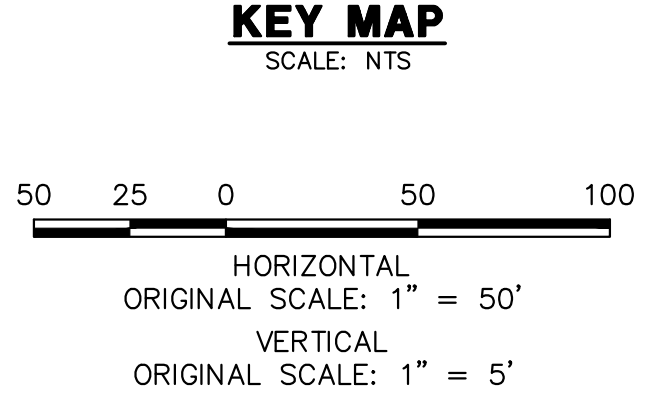 KEY MAP
SCALE: NTS
50 25 0 50 100
HORIZONTAL
ORIGINAL SCALE: 1" = 50'
VERTICAL
ORIGINAL SCALE: 1" = 5'